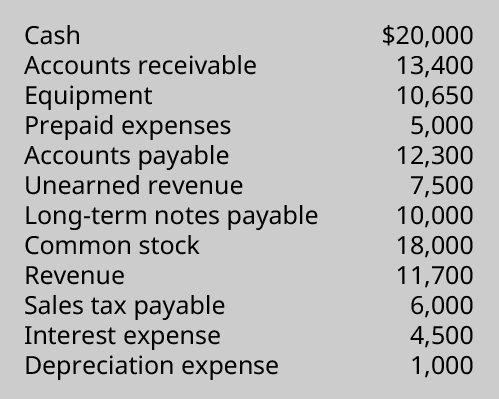 Cash $20,000
Accounts receivable 13,400
Equipment 10,650
Prepaid expenses 5,000
Accounts payable 12,300
Unearned revenue 7,500
Long-term notes payable 10,000
Common stock 18,000
Revenue 11,700
Sales tax payable 6,000
Interest expense 4,500
Depreciation expense 1,000